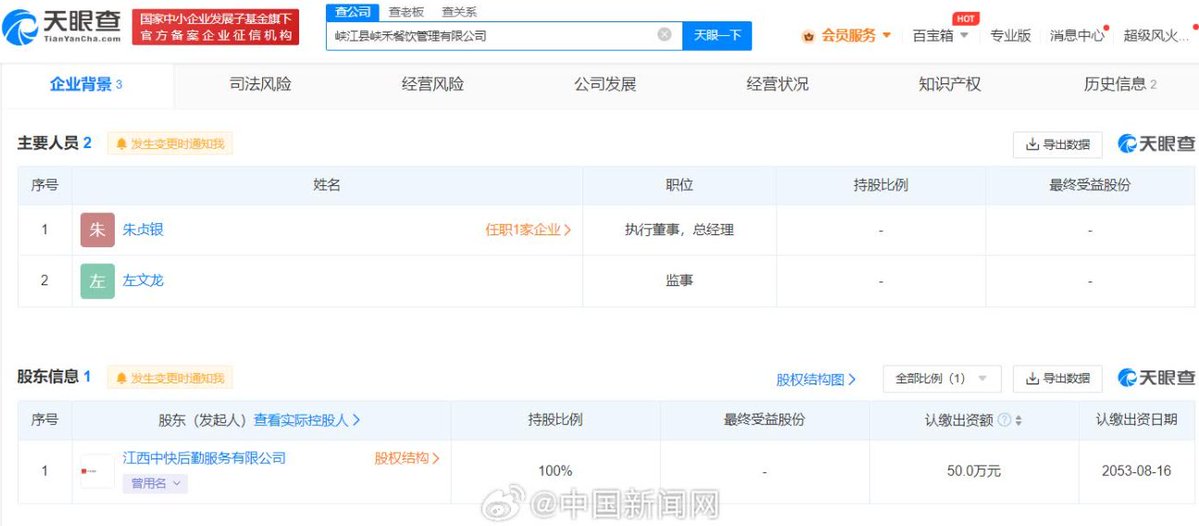 天眼查
TianYanCha.com
国家中小企业发展子基金旗下
官方备案企业征信机构
查公司 查老板 查关系
峡江县峡禾餐饮管理有限公司 天眼一下
会员服务 百宝箱 HOT 专业版 消息中心 超级风火...
企业背景 3 司法风险 经营风险 公司发展 经营状况 知识产权 历史信息 2
主要人员 2 发生变更时通知我 导出数据 天眼查
序号 姓名 职位 持股比例 最终受益股份
1 朱 朱贞银 任职1家企业 > 执行董事，总经理 - -
2 左 左文龙 监事 - -
股东信息 1 发生变更时通知我 股权结构图 > 全部比例（1） 导出数据 天眼查
序号 股东（发起人） 查看实际控股人 > 持股比例 最终受益股份 认缴出资额 认缴出资日期
1 江西中快后勤服务有限公司 股权结构 > 100% - 50.0万元 2053-08-16
曾用名
@中国新闻网